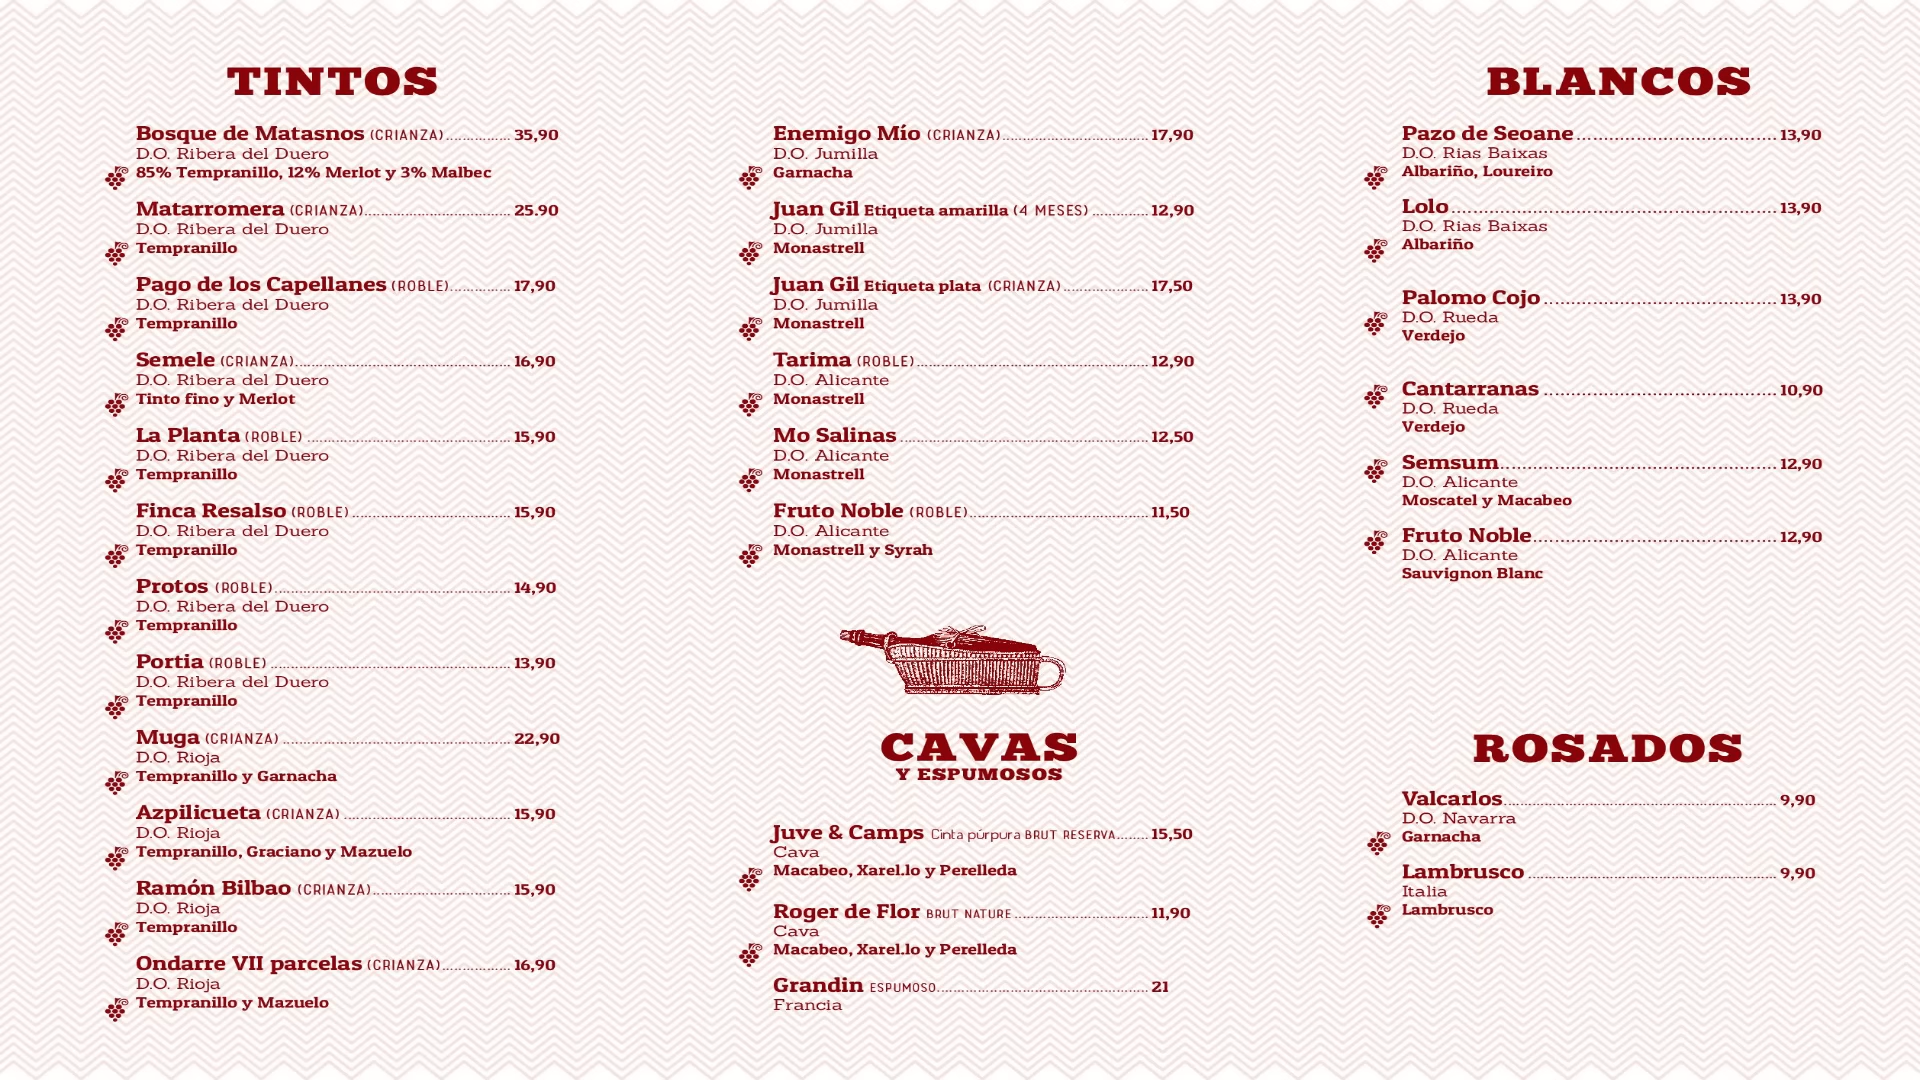 TINTOS
Bosque de Matasnos (CRIANZA)............... 35,90
D.O. Ribera del Duero
85% Tempranillo, 12% Merlot y 3% Malbec
Matarromera (CRIANZA)............... 25.90
D.O. Ribera del Duero
Tempranillo
Pago de los Capellanes (ROBLE)............... 17,90
D.O. Ribera del Duero
Tempranillo
Semele (CRIANZA)............... 16,90
D.O. Ribera del Duero
Tinto fino y Merlot
La Planta (ROBLE) ............... 15,90
D.O. Ribera del Duero
Tempranillo
Finca Resalso (ROBLE) ............... 15,90
D.O. Ribera del Duero
Tempranillo
Protos (ROBLE)............... 14,90
D.O. Ribera del Duero
Tempranillo
Portia (ROBLE) ............... 13,90
D.O. Ribera del Duero
Tempranillo
Muga (CRIANZA) ............... 22,90
D.O. Rioja
Tempranillo y Garnacha
Azpilicueta (CRIANZA) ............... 15,90
D.O. Rioja
Tempranillo, Graciano y Mazuelo
Ramón Bilbao (CRIANZA)............... 15,90
D.O. Rioja
Tempranillo
Ondarre VII parcelas (CRIANZA)............... 16,90
D.O. Rioja
Tempranillo y Mazuelo
Enemigo Mío (CRIANZA)............... 17,90
D.O. Jumilla
Garnacha
Juan Gil Etiqueta amarilla (4 MESES) ............... 12,90
D.O. Jumilla
Monastrell
Juan Gil Etiqueta plata (CRIANZA)............... 17,50
D.O. Jumilla
Monastrell
Tarima (ROBLE)............... 12,90
D.O. Alicante
Monastrell
Mo Salinas ............... 12,50
D.O. Alicante
Monastrell
Fruto Noble (ROBLE)............... 11,50
D.O. Alicante
Monastrell y Syrah
CAVAS
Y ESPUMOSOS
Juve & Camps Cinta púrpura BRUT RESERVA........ 15,50
Cava
Macabeo, Xarel.lo y Perelleda
Roger de Flor BRUT NATURE............... 11,90
Cava
Macabeo, Xarel.lo y Perelleda
Grandin ESPUMOSO............... 21
Francia
BLANCOS
Pazo de Seoane ............... 13,90
D.O. Rias Baixas
Albariño, Loureiro
Lolo ............... 13,90
D.O. Rias Baixas
Albariño
Palomo Cojo ............... 13,90
D.O. Rueda
Verdejo
Cantarranas ............... 10,90
D.O. Rueda
Verdejo
Semsum............... 12,90
D.O. Alicante
Moscatel y Macabeo
Fruto Noble............... 12,90
D.O. Alicante
Sauvignon Blanc
ROSADOS
Valcarlos............... 9,90
D.O. Navarra
Garnacha
Lambrusco ............... 9,90
Italia
Lambrusco